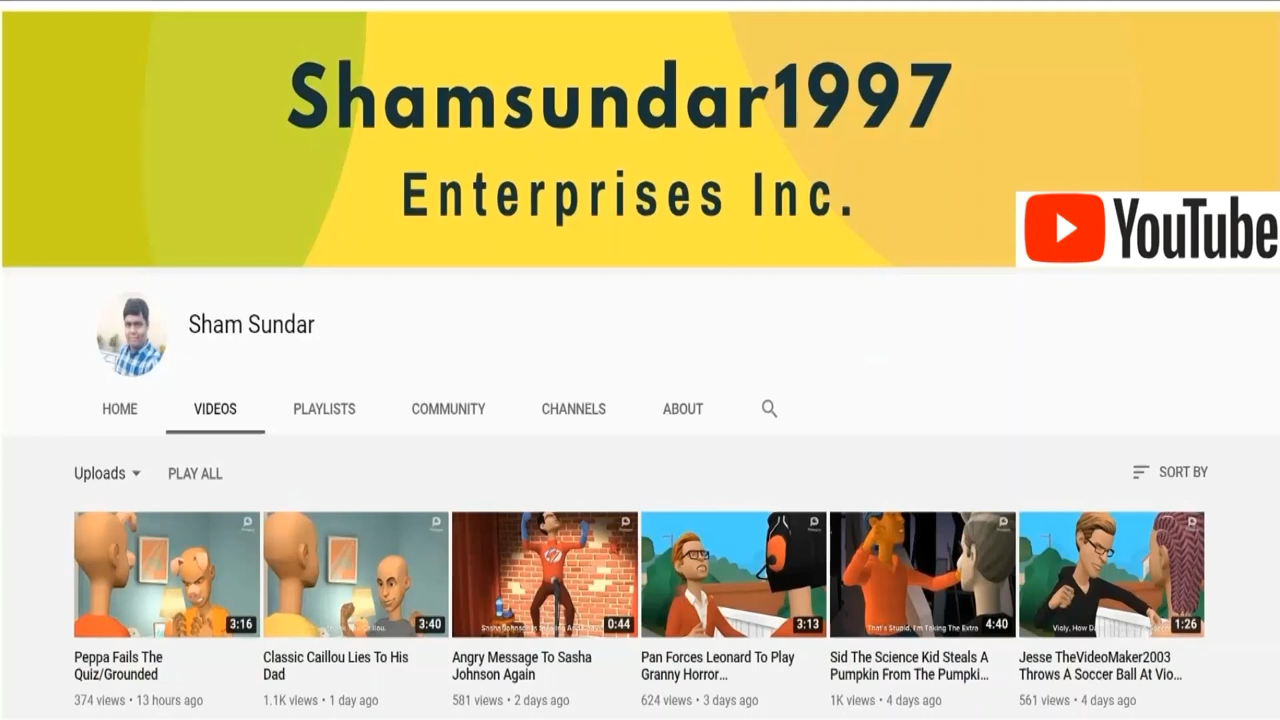 Shamsundar1997
Enterprises Inc.
YouTube
Sham Sundar
HOME VIDEOS PLAYLISTS COMMUNITY CHANNELS ABOUT
Uploads PLAY ALL SORT BY
3:16 3:40 0:44 3:13 4:40 1:26
That's Stupid, I'm Taking The Extra
Peppa Fails The
Quiz/Grounded
374 views • 13 hours ago
Classic Caillou Lies To His
Dad
1.1K views • 1 day ago
Angry Message To Sasha
Johnson Again
581 views • 2 days ago
Pan Forces Leonard To Play
Granny Horror...
624 views • 3 days ago
Sid The Science Kid Steals A
Pumpkin From The Pumpki...
1K views • 4 days ago
Jesse TheVideoMaker2003
Throws A Soccer Ball At Vio...
561 views • 4 days ago